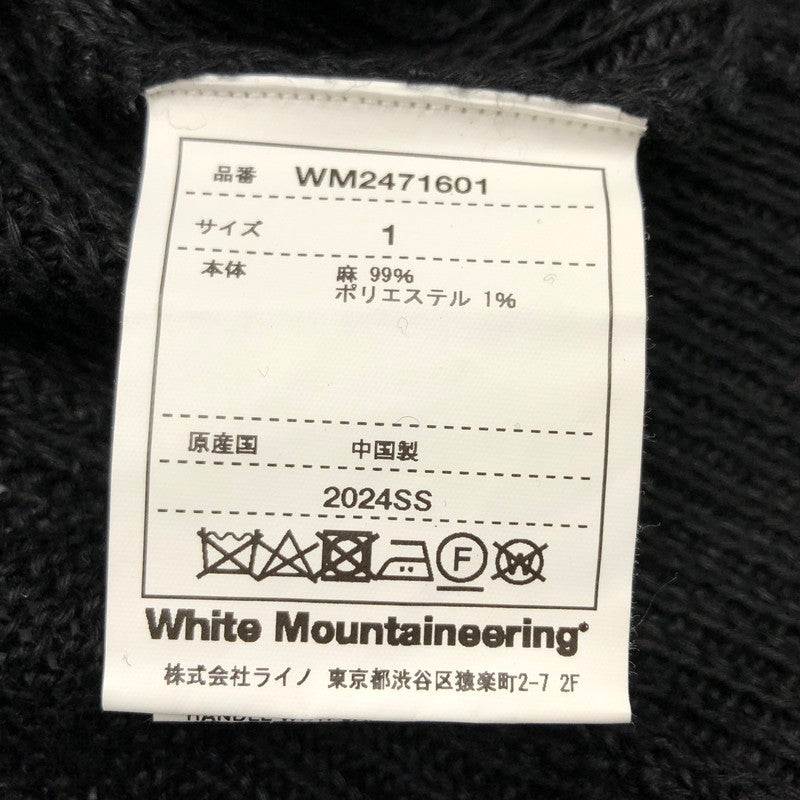 品番 WM2471601
サイズ 1
本体 麻 99%
ポリエステル 1%
原産国 中国製
2024SS
F W
White Mountaineering®
株式会社ライノ 東京都渋谷区猿楽町2-7 2F